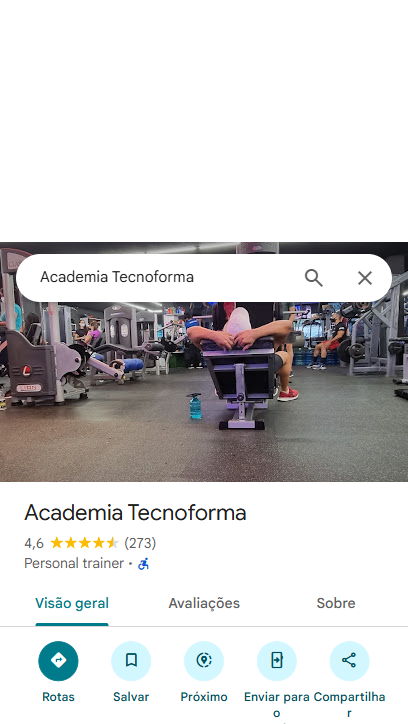 Academia Tecnoforma
Academia Tecnoforma
4,6 (273)
Personal trainer •
Visão geral Avaliações Sobre
Rotas Salvar Próximo Enviar para o Compartilhar